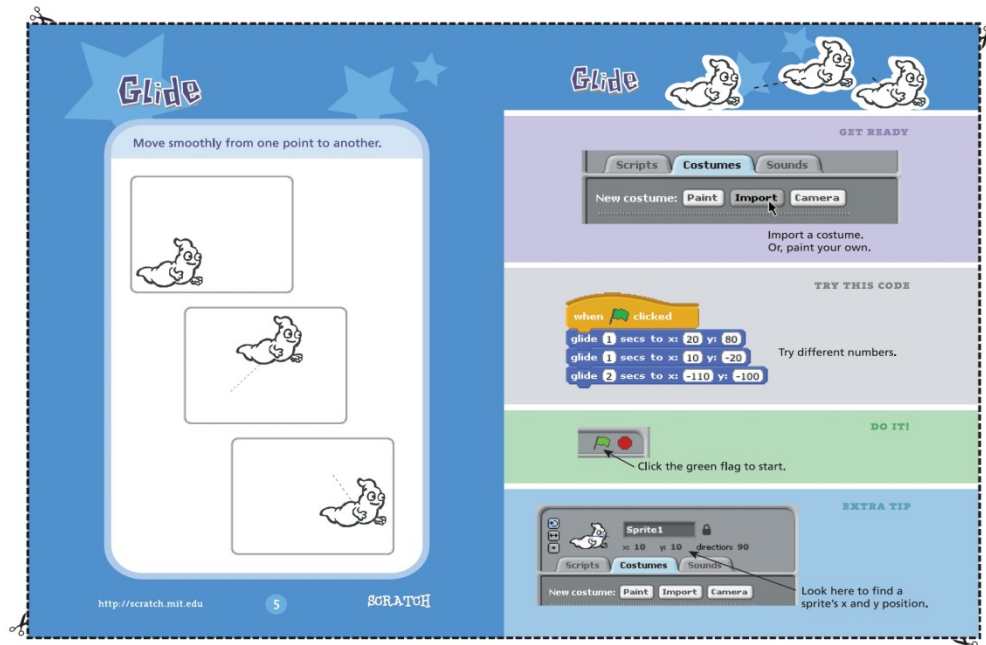 Glide
Move smoothly from one point to another.
http://scratch.mit.edu
5
SCRATCH
Glide
GET READY
Scripts Costumes Sounds
New costume: Paint Import Camera
Import a costume.
Or, paint your own.
TRY THIS CODE
when clicked
glide 1 secs to x: 20 y: 80
glide 1 secs to x: 10 y: -20
glide 2 secs to x: -110 y: -100
Try different numbers.
DO IT!
Click the green flag to start.
EXTRA TIP
Sprite1
x: 10 y: 10 direction: 90
Scripts Costumes Sounds
New costume: Paint Import Camera
Look here to find a
sprite's x and y position.